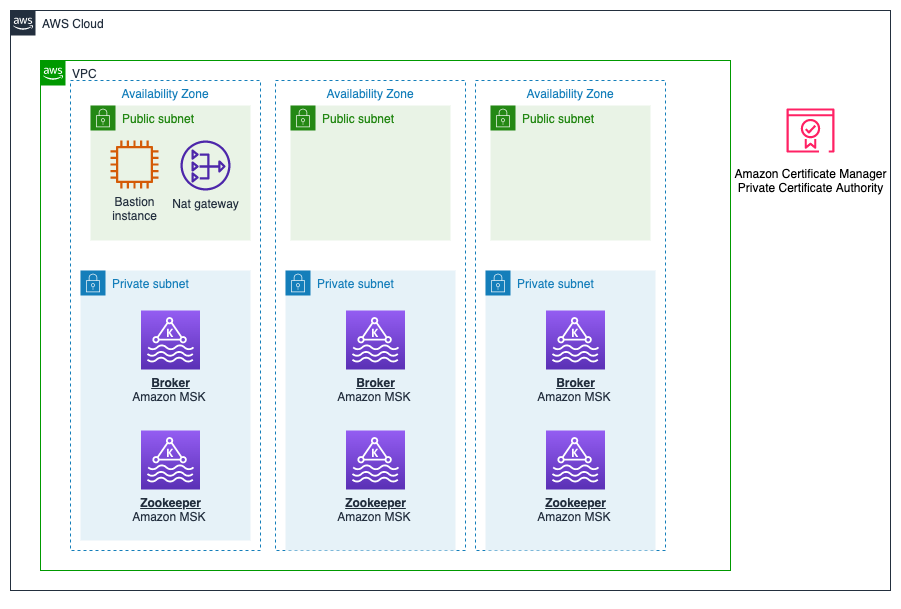 aws
AWS Cloud
aws
VPC
Availability Zone
Public subnet
Bastion
instance
Nat gateway
Private subnet
K
Broker
Amazon MSK
K
Zookeeper
Amazon MSK
Availability Zone
Public subnet
Private subnet
K
Broker
Amazon MSK
K
Zookeeper
Amazon MSK
Availability Zone
Public subnet
Private subnet
K
Broker
Amazon MSK
K
Zookeeper
Amazon MSK
Amazon Certificate Manager
Private Certificate Authority